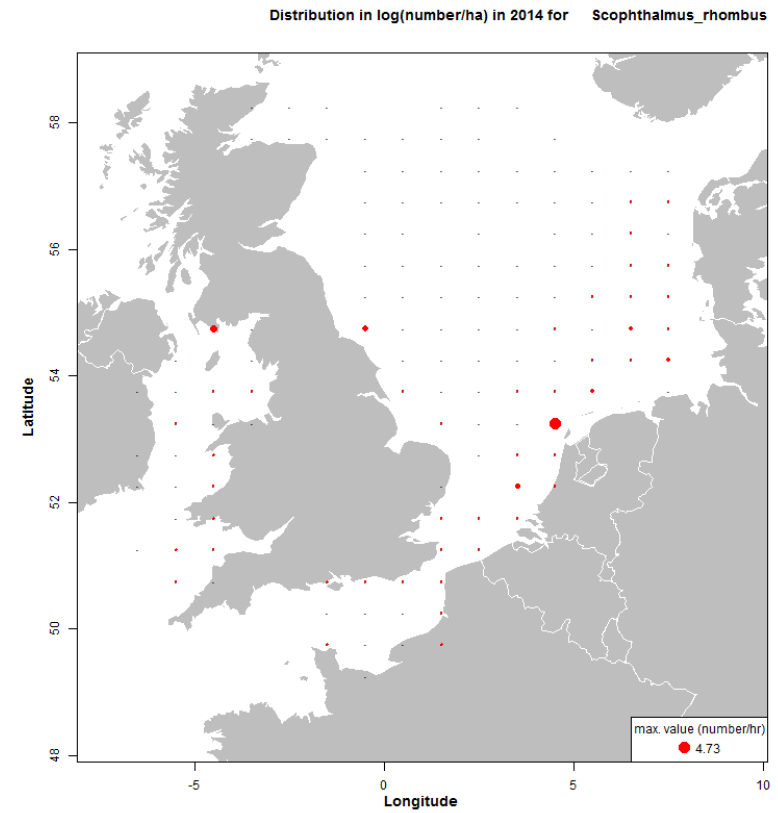 Distribution in log(number/ha) in 2014 for Scophthalmus_rhombus
58
56
54
52
50
48
Latitude
max. value (number/hr)
4.73
-5 0 5 10
Longitude